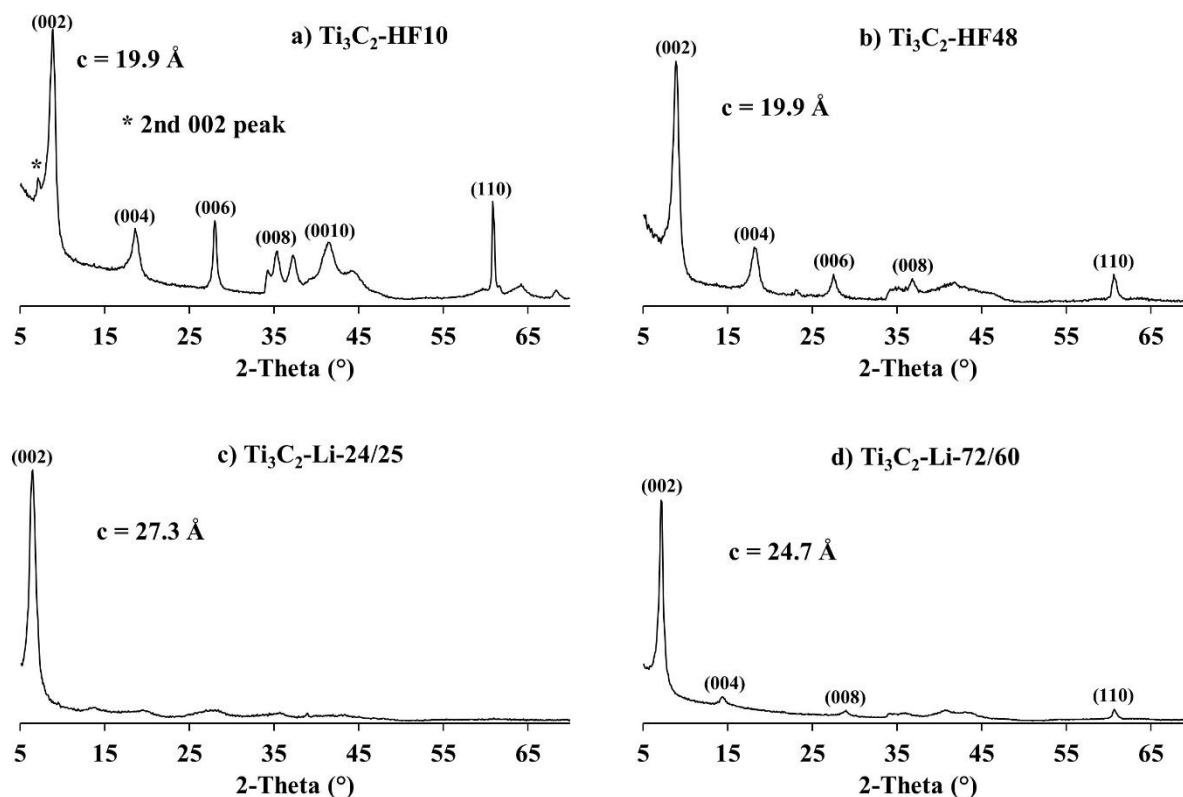 (002)
a) Ti₃C₂-HF10
c = 19.9 Å
* 2nd 002 peak
*
(004)
(006)
(008)
(0010)
(110)
5 15 25 35 45 55 65
2-Theta (°)
(002)
b) Ti₃C₂-HF48
c = 19.9 Å
(004)
(006)
(008)
(110)
5 15 25 35 45 55 65
2-Theta (°)
c) Ti₃C₂-Li-24/25
(002)
c = 27.3 Å
5 15 25 35 45 55 65
2-Theta (°)
d) Ti₃C₂-Li-72/60
(002)
c = 24.7 Å
(004)
(008)
(110)
5 15 25 35 45 55 65
2-Theta (°)